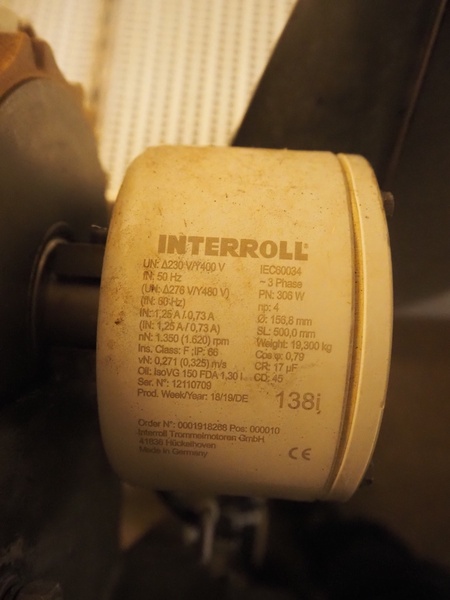 INTERROLL
UN: Δ230 V/Y400 V
fN: 50 Hz
(UN: Δ276 V/Y480 V)
(fN: 60 Hz)
IN: 1,25 A / 0,73 A
(IN: 1,25 A / 0,73 A)
nN: 1.350 (1.620) rpm
Ins. Class: F ; IP: 66
vN: 0,271 (0,325) m/s
Oil: IsoVG 150 FDA 1,30 l
Ser. N°: 12110709
Prod. Week/Year: 18/19/DE
IEC60034
~ 3 Phase
PN: 306 W
np: 4
Ø: 156,8 mm
SL: 500,0 mm
Weight: 19,300 kg
Cos φ: 0,79
CR: 17 µF
CD: 45
138i
Order N°: 0001918266 Pos: 000010
Interroll Trommelmotoren GmbH
41836 Hückelhoven
Made in Germany
CE